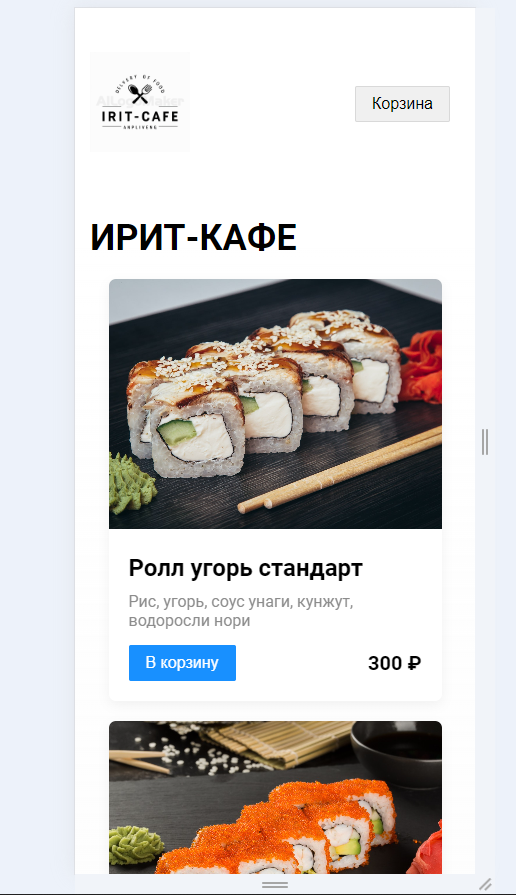 DELIVERY OF FOOD
IRIT-CAFE
Корзина
ИРИТ-КАФЕ
Ролл угорь стандарт
Рис, угорь, соус унаги, кунжут,
водоросли нори
В корзину
300 ₽